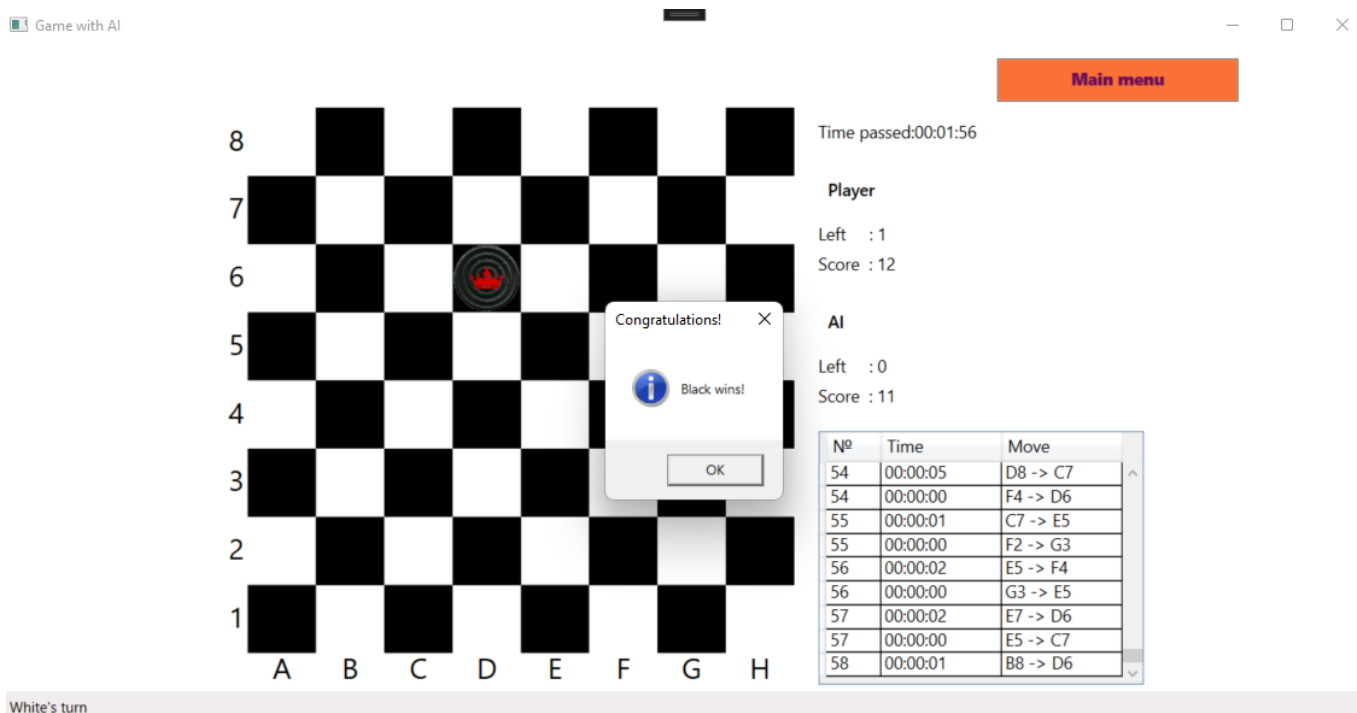 Game with AI
Main menu
Time passed:00:01:56
Player
Left : 1
Score : 12
AI
Left : 0
Score : 11
8
7
6
5
4
3
2
1
A B C D E F G H
Congratulations!
Black wins!
OK
Nº Time Move
54 00:00:05 D8 -> C7
54 00:00:00 F4 -> D6
55 00:00:01 C7 -> E5
55 00:00:00 F2 -> G3
56 00:00:02 E5 -> F4
56 00:00:00 G3 -> E5
57 00:00:02 E7 -> D6
57 00:00:00 E5 -> C7
58 00:00:01 B8 -> D6
White's turn